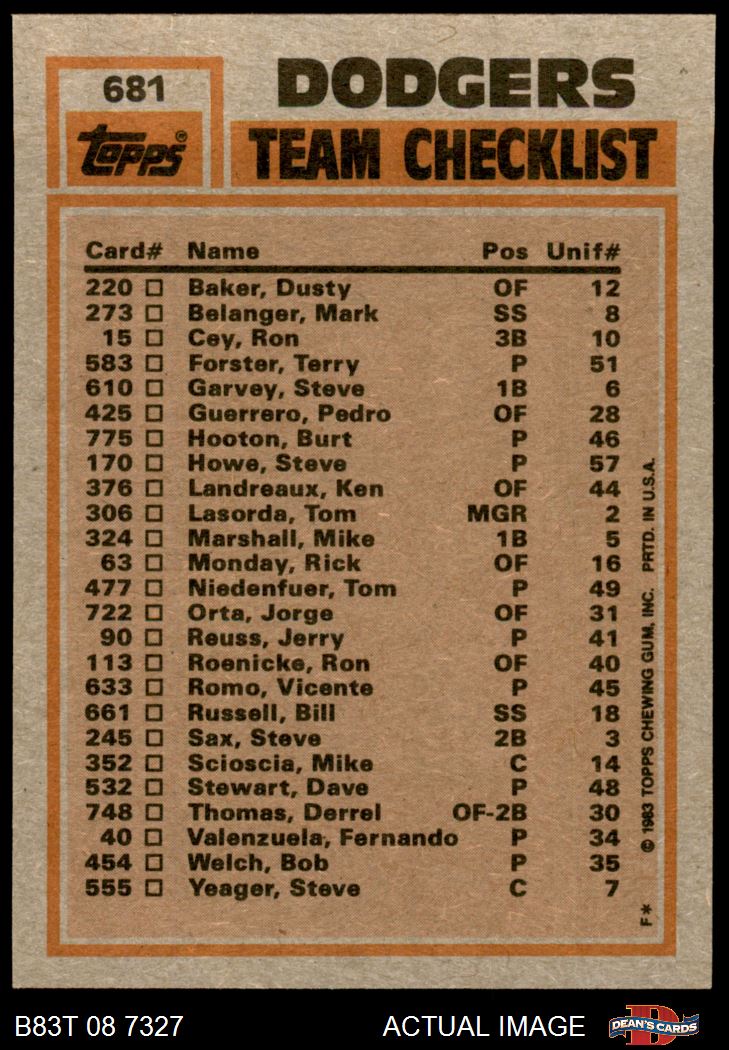 681
topps®
DODGERS
TEAM CHECKLIST
Card# Name Pos Unif#
220 Baker, Dusty OF 12
273 Belanger, Mark SS 8
15 Cey, Ron 3B 10
583 Forster, Terry P 51
610 Garvey, Steve 1B 6
425 Guerrero, Pedro OF 28
775 Hooton, Burt P 46
170 Howe, Steve P 57
376 Landreaux, Ken OF 44
306 Lasorda, Tom MGR 2
324 Marshall, Mike 1B 5
63 Monday, Rick OF 16
477 Niedenfuer, Tom P 49
722 Orta, Jorge OF 31
90 Reuss, Jerry P 41
113 Roenicke, Ron OF 40
633 Romo, Vicente P 45
661 Russell, Bill SS 18
245 Sax, Steve 2B 3
352 Scioscia, Mike C 14
532 Stewart, Dave P 48
748 Thomas, Derrel OF-2B 30
40 Valenzuela, Fernando P 34
454 Welch, Bob P 35
555 Yeager, Steve C 7
F* © 1983 TOPPS CHEWING GUM, INC. PRTD. IN U.S.A.
B83T 08 7327 ACTUAL IMAGE
D
DEAN'S CARDS